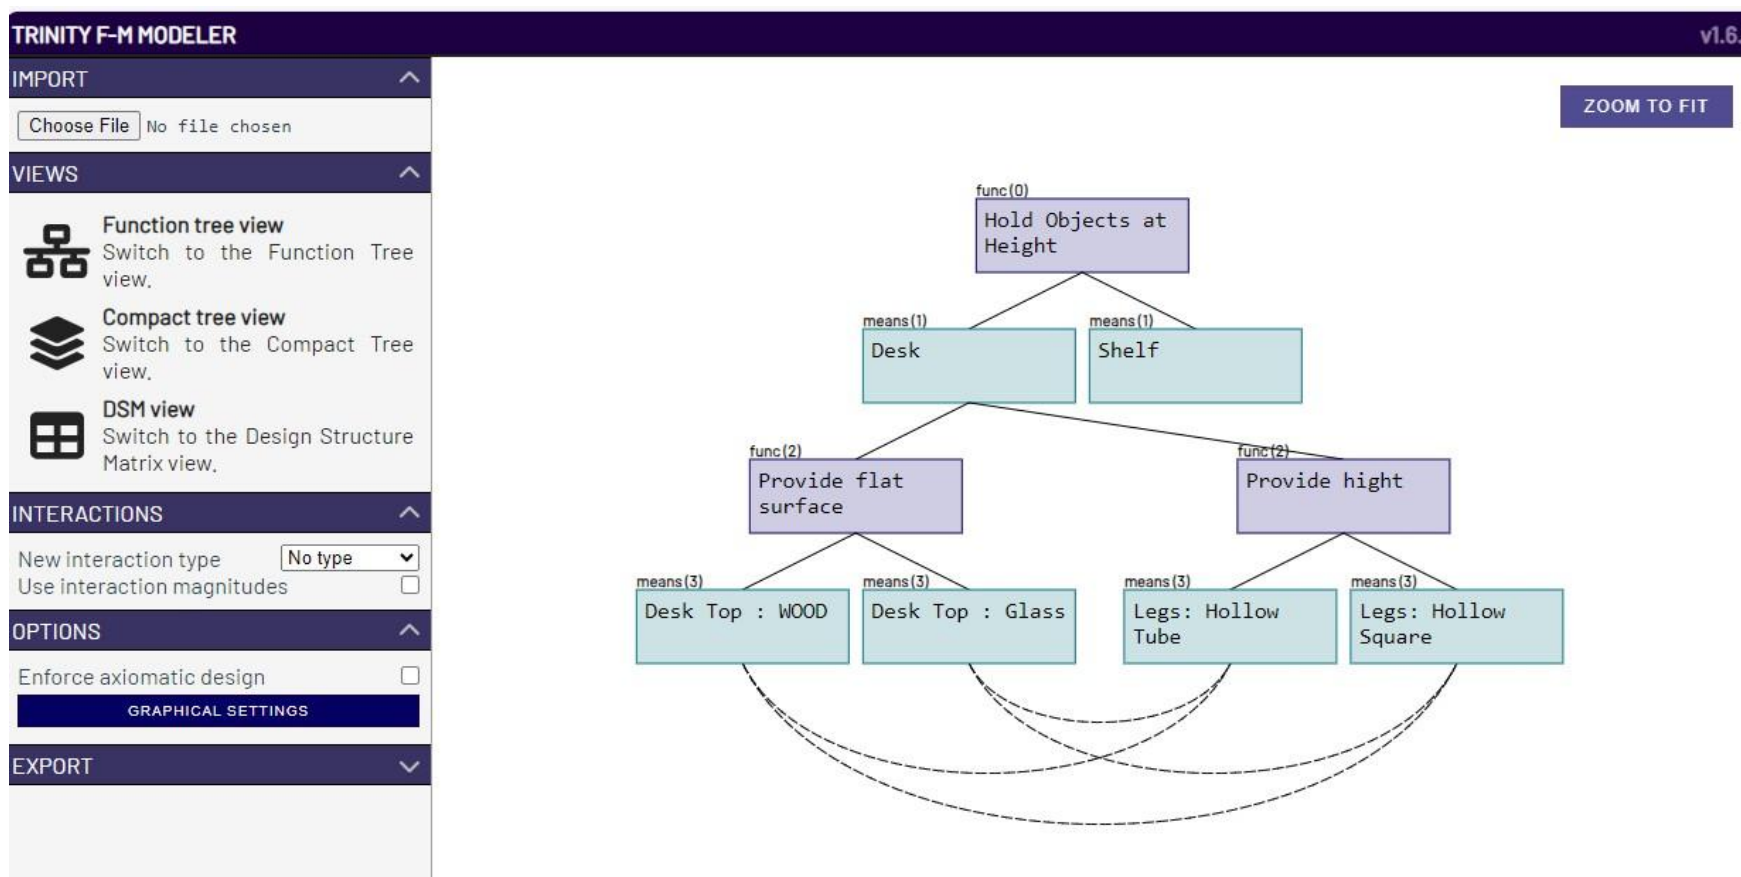 TRINITY F-M MODELER
v1.6.
IMPORT
Choose File No file chosen
VIEWS
Function tree view
Switch to the Function Tree
view.
Compact tree view
Switch to the Compact Tree
view.
DSM view
Switch to the Design Structure
Matrix view.
INTERACTIONS
New interaction type No type
Use interaction magnitudes
OPTIONS
Enforce axiomatic design
GRAPHICAL SETTINGS
EXPORT
ZOOM TO FIT
func(0)
Hold Objects at
Height
means(1)
Desk
means(1)
Shelf
func(2)
Provide flat
surface
func(2)
Provide hight
means(3)
Desk Top : WOOD
means(3)
Desk Top : Glass
means(3)
Legs: Hollow
Tube
means(3)
Legs: Hollow
Square